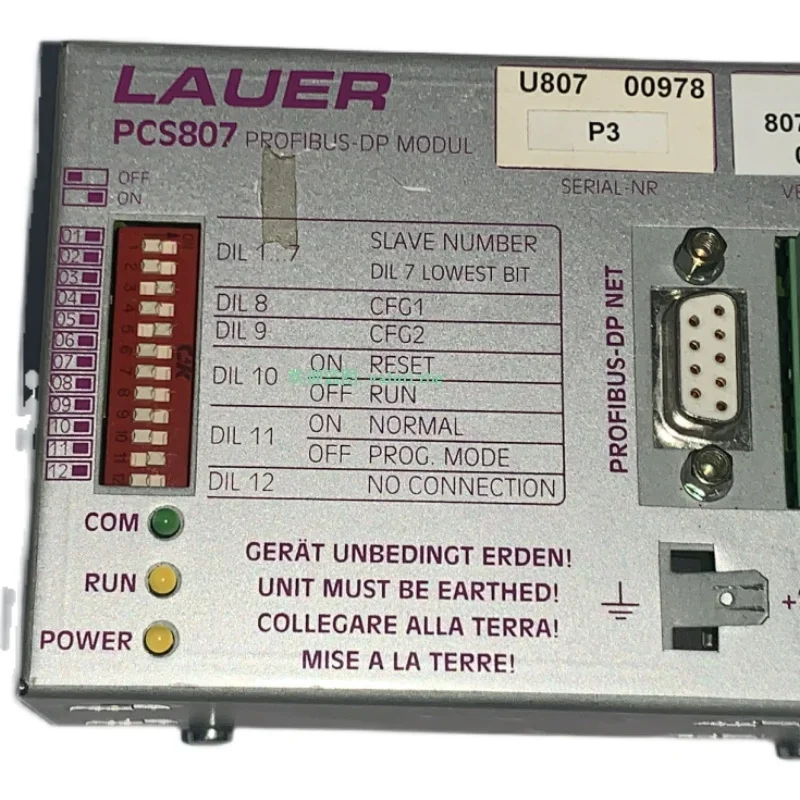 LAUER
PCS807 PROFIBUS-DP MODUL
U807 00978
P3
SERIAL-NR
807
OFF
ON
01
02
03
04
05
06
07
08
09
10
11
12
DIL 1...7 SLAVE NUMBER
DIL 7 LOWEST BIT
DIL 8 CFG1
DIL 9 CFG2
DIL 10 ON RESET
OFF RUN
DIL 11 ON NORMAL
OFF PROG. MODE
DIL 12 NO CONNECTION
PROFIBUS-DP NET
COM
RUN
POWER
GERÄT UNBEDINGT ERDEN!
UNIT MUST BE EARTHED!
COLLEGARE ALLA TERRA!
MISE A LA TERRE!